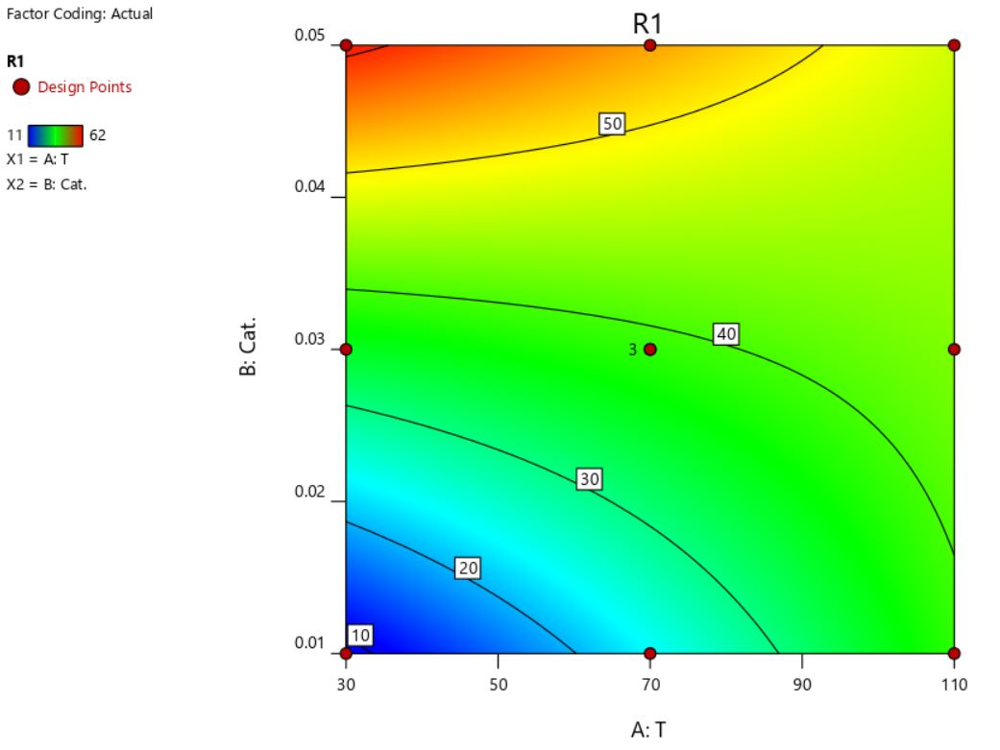 Factor Coding: Actual
R1
Design Points
11 62
X1 = A: T
X2 = B: Cat.
R1
0.05
50
0.04
B: Cat.
40
0.03
3
30
0.02
20
10
0.01
30 50 70 90 110
A: T